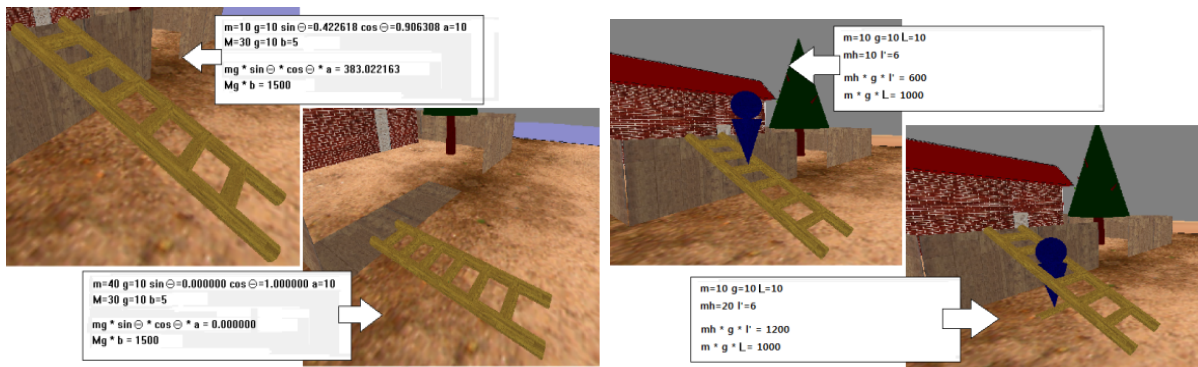 m=10 g=10 sin ⊖=0.422618 cos ⊖=0.906308 a=10
M=30 g=10 b=5
mg * sin ⊖ * cos ⊖ * a = 383.022163
Mg * b = 1500
m=40 g=10 sin ⊖=0.000000 cos ⊖=1.000000 a=10
M=30 g=10 b=5
mg * sin ⊖ * cos ⊖ * a = 0.000000
Mg * b = 1500
m=10 g=10 L=10
mh=10 l'=6
mh * g * l' = 600
m * g * L= 1000
m=10 g=10 L=10
mh=20 l'=6
mh * g * l' = 1200
m * g * L= 1000